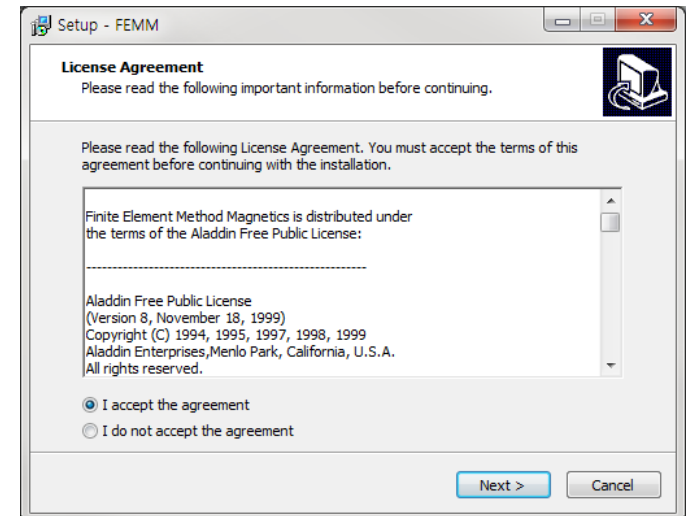 Setup - FEMM
License Agreement
Please read the following important information before continuing.
Please read the following License Agreement. You must accept the terms of this
agreement before continuing with the installation.
Finite Element Method Magnetics is distributed under
the terms of the Aladdin Free Public License:
------------------------------------------------------
Aladdin Free Public License
(Version 8, November 18, 1999)
Copyright (C) 1994, 1995, 1997, 1998, 1999
Aladdin Enterprises,Menlo Park, California, U.S.A.
All rights reserved.
I accept the agreement
I do not accept the agreement
Next >
Cancel